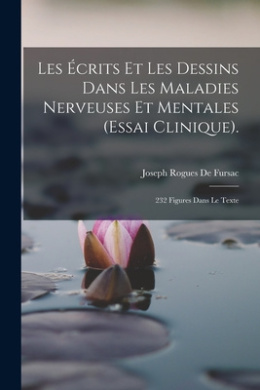 Les Écrits Et Les Dessins
Dans Les Maladies
Nerveuses Et Mentales
(Essai Clinique).
Joseph Rogues De Fursac
232 Figures Dans Le Texte